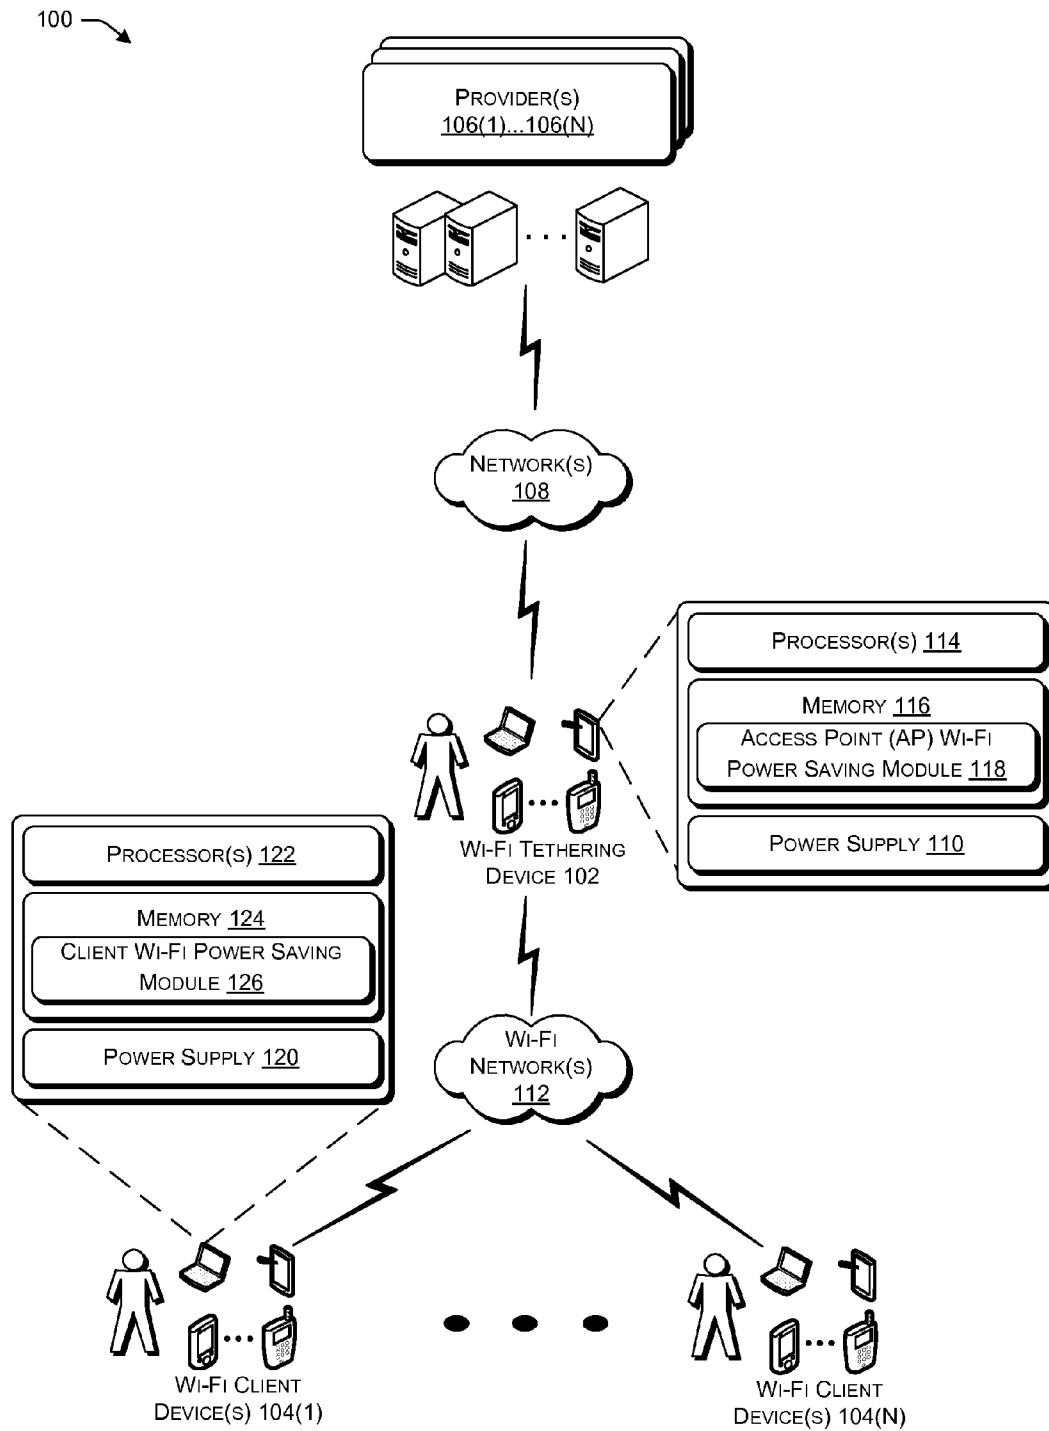 100
PROVIDER(S)
106(1)...106(N)
NETWORK(S)
108
PROCESSOR(S) 114
MEMORY 116
ACCESS POINT (AP) WI-FI
POWER SAVING MODULE 118
POWER SUPPLY 110
WI-FI TETHERING
DEVICE 102
PROCESSOR(S) 122
MEMORY 124
CLIENT WI-FI POWER SAVING
MODULE 126
POWER SUPPLY 120
WI-FI
NETWORK(S)
112
WI-FI CLIENT
DEVICE(S) 104(1)
WI-FI CLIENT
DEVICE(S) 104(N)